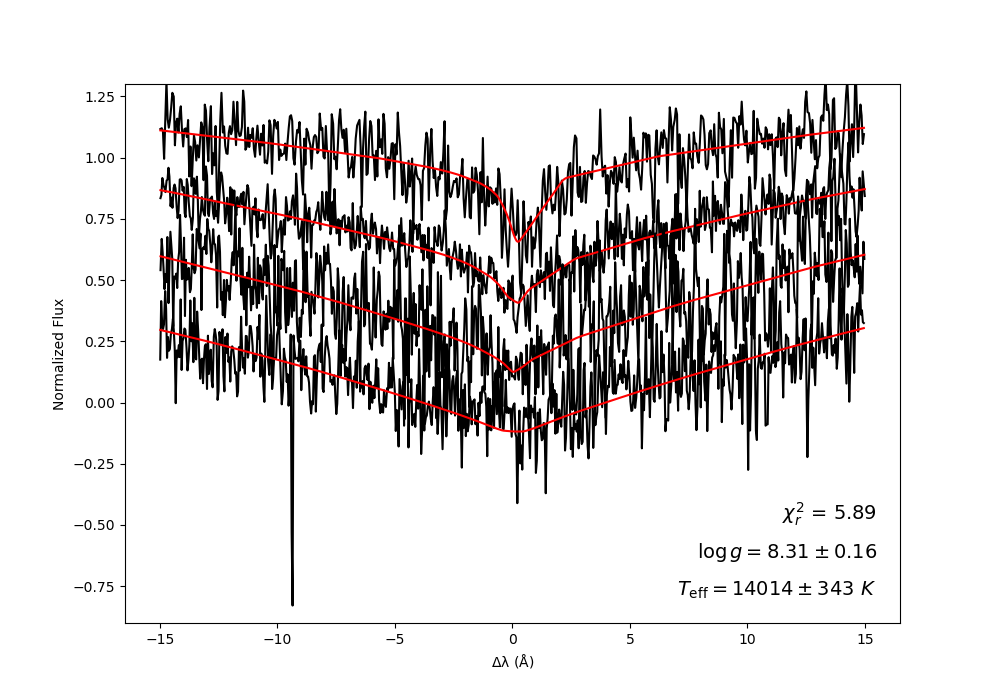 Normalized Flux
1.25
1.00
0.75
0.50
0.25
0.00
−0.25
−0.50
−0.75
χ_r^2 = 5.89
log g = 8.31 ± 0.16
T_eff = 14014 ± 343 K
−15 −10 −5 0 5 10 15
Δλ (Å)